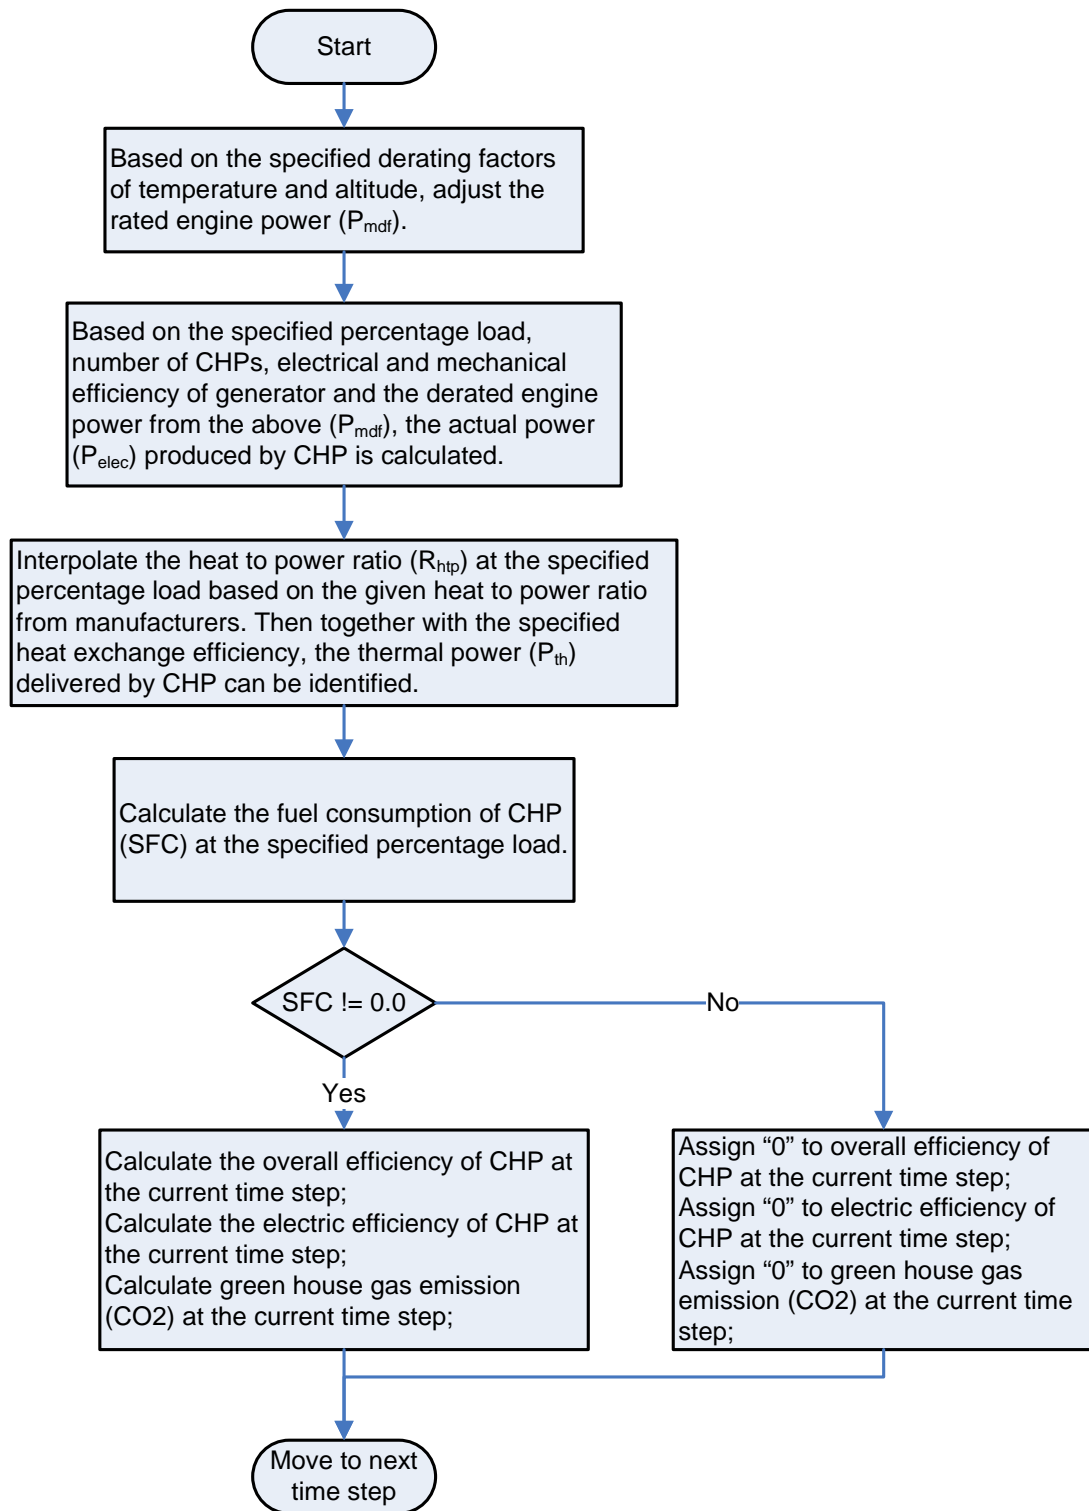 Start
Based on the specified derating factors
of temperature and altitude, adjust the
rated engine power (Pmdf).
Based on the specified percentage load,
number of CHPs, electrical and mechanical
efficiency of generator and the derated engine
power from the above (Pmdf), the actual power
(Pelec) produced by CHP is calculated.
Interpolate the heat to power ratio (Rhtp) at the specified
percentage load based on the given heat to power ratio
from manufacturers. Then together with the specified
heat exchange efficiency, the thermal power (Pth)
delivered by CHP can be identified.
Calculate the fuel consumption of CHP
(SFC) at the specified percentage load.
SFC != 0.0
No
Yes
Calculate the overall efficiency of CHP at
the current time step;
Calculate the electric efficiency of CHP at
the current time step;
Calculate green house gas emission
(CO2) at the current time step;
Assign “0” to overall efficiency of
CHP at the current time step;
Assign “0” to electric efficiency of
CHP at the current time step;
Assign “0” to green house gas
emission (CO2) at the current time
step;
Move to next
time step